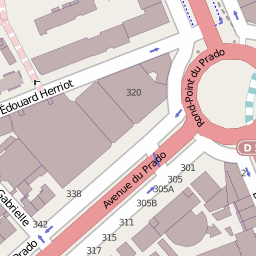 Rond-Point du Prado
320
Édouard Herriot
D
Avenue du Prado
301
305
305A
338
305B
Gabrielle
311
342
315
Prado
317